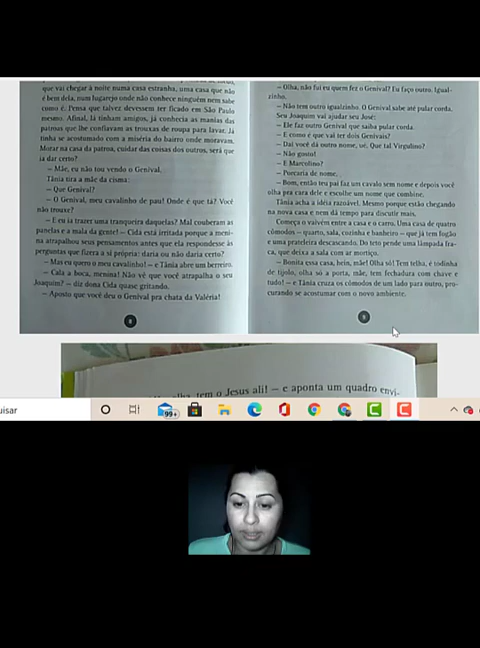 que vai chegar à noite numa casa estranha, uma casa que não
é bem dela, num lugarejo onde não conhece ninguém nem sabe
como é. Pensa que talvez devessem ter ficado em São Paulo
mesmo. Afinal, lá tinham amigos, já conhecia as manias das
patroas que lhe confiavam as trouxas de roupa para lavar. Já
tinha se acostumado com a miséria do bairro onde moravam.
Morar na casa da patroa, cuidar das coisas dos outros, será que
ia dar certo?
— Mãe, eu não tou vendo o Genival.
Tânia tira a mãe da cisma:
— Que Genival?
— O Genival, meu cavalinho de pau! Onde é que tá? Você
não trouxe?
— E eu ia trazer uma tranqueira daquelas? Mal couberam as
panelas e a mala da gente! — Cida está irritada porque a meni-
na atrapalhou seus pensamentos antes que ela respondesse às
perguntas que fizera a si própria: daria ou não daria certo?
— Mas eu quero o meu cavalinho! — e Tânia abre um berreiro.
— Cala a boca, menina! Não vê que você atrapalha o seu
Joaquim? — diz dona Cida quase gritando.
— Aposto que você deu o Genival pra chata da Valéria!
8
— Olha, não fui eu quem fez o Genival? Eu faço outro. Igual-
zinho.
— Não tem outro igualzinho. O Genival sabe até pular corda.
Seu Joaquim vai ajudar seu José:
— Ele faz outro Genival que saiba pular corda.
— E como é que vai ter dois Genivais?
— Daí você dá outro nome, ué. Que tal Virgulino?
— Não gosto!
— E Marcolino?
— Porcaria de nome.
— Bom, então teu pai faz um cavalo sem nome e depois você
olha pra cara dele e escolhe um nome que combine.
Tânia acha a ideia razoável. Mesmo porque estão chegando
na nova casa e nem dá tempo para discutir mais.
Começa o vaivém entre a casa e o carro. Uma casa de quatro
cômodos — quarto, sala, cozinha e banheiro — que já tem fogão
e uma prateleira descascando. Do teto pende uma lâmpada fra-
ca, que deixa a sala com ar mortiço.
— Bonita essa casa, hein, mãe! Olha só! Tem telha, é todinha
de tijolo, olha só a porta, mãe, tem fechadura com chave e
tudo! — e Tânia cruza os cômodos de um lado para outro, pro-
curando se acostumar com o novo ambiente.
9
tem o Jesus ali! — e aponta um quadro envi-
uisar
99+